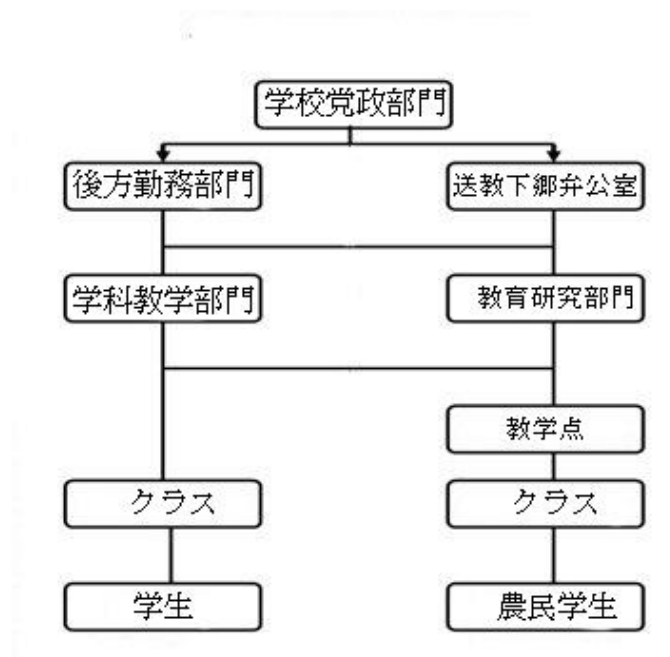 学校党政部門
後方勤務部門
送教下郷弁公室
学科教学部門
教育研究部門
教学点
クラス
クラス
学生
農民学生